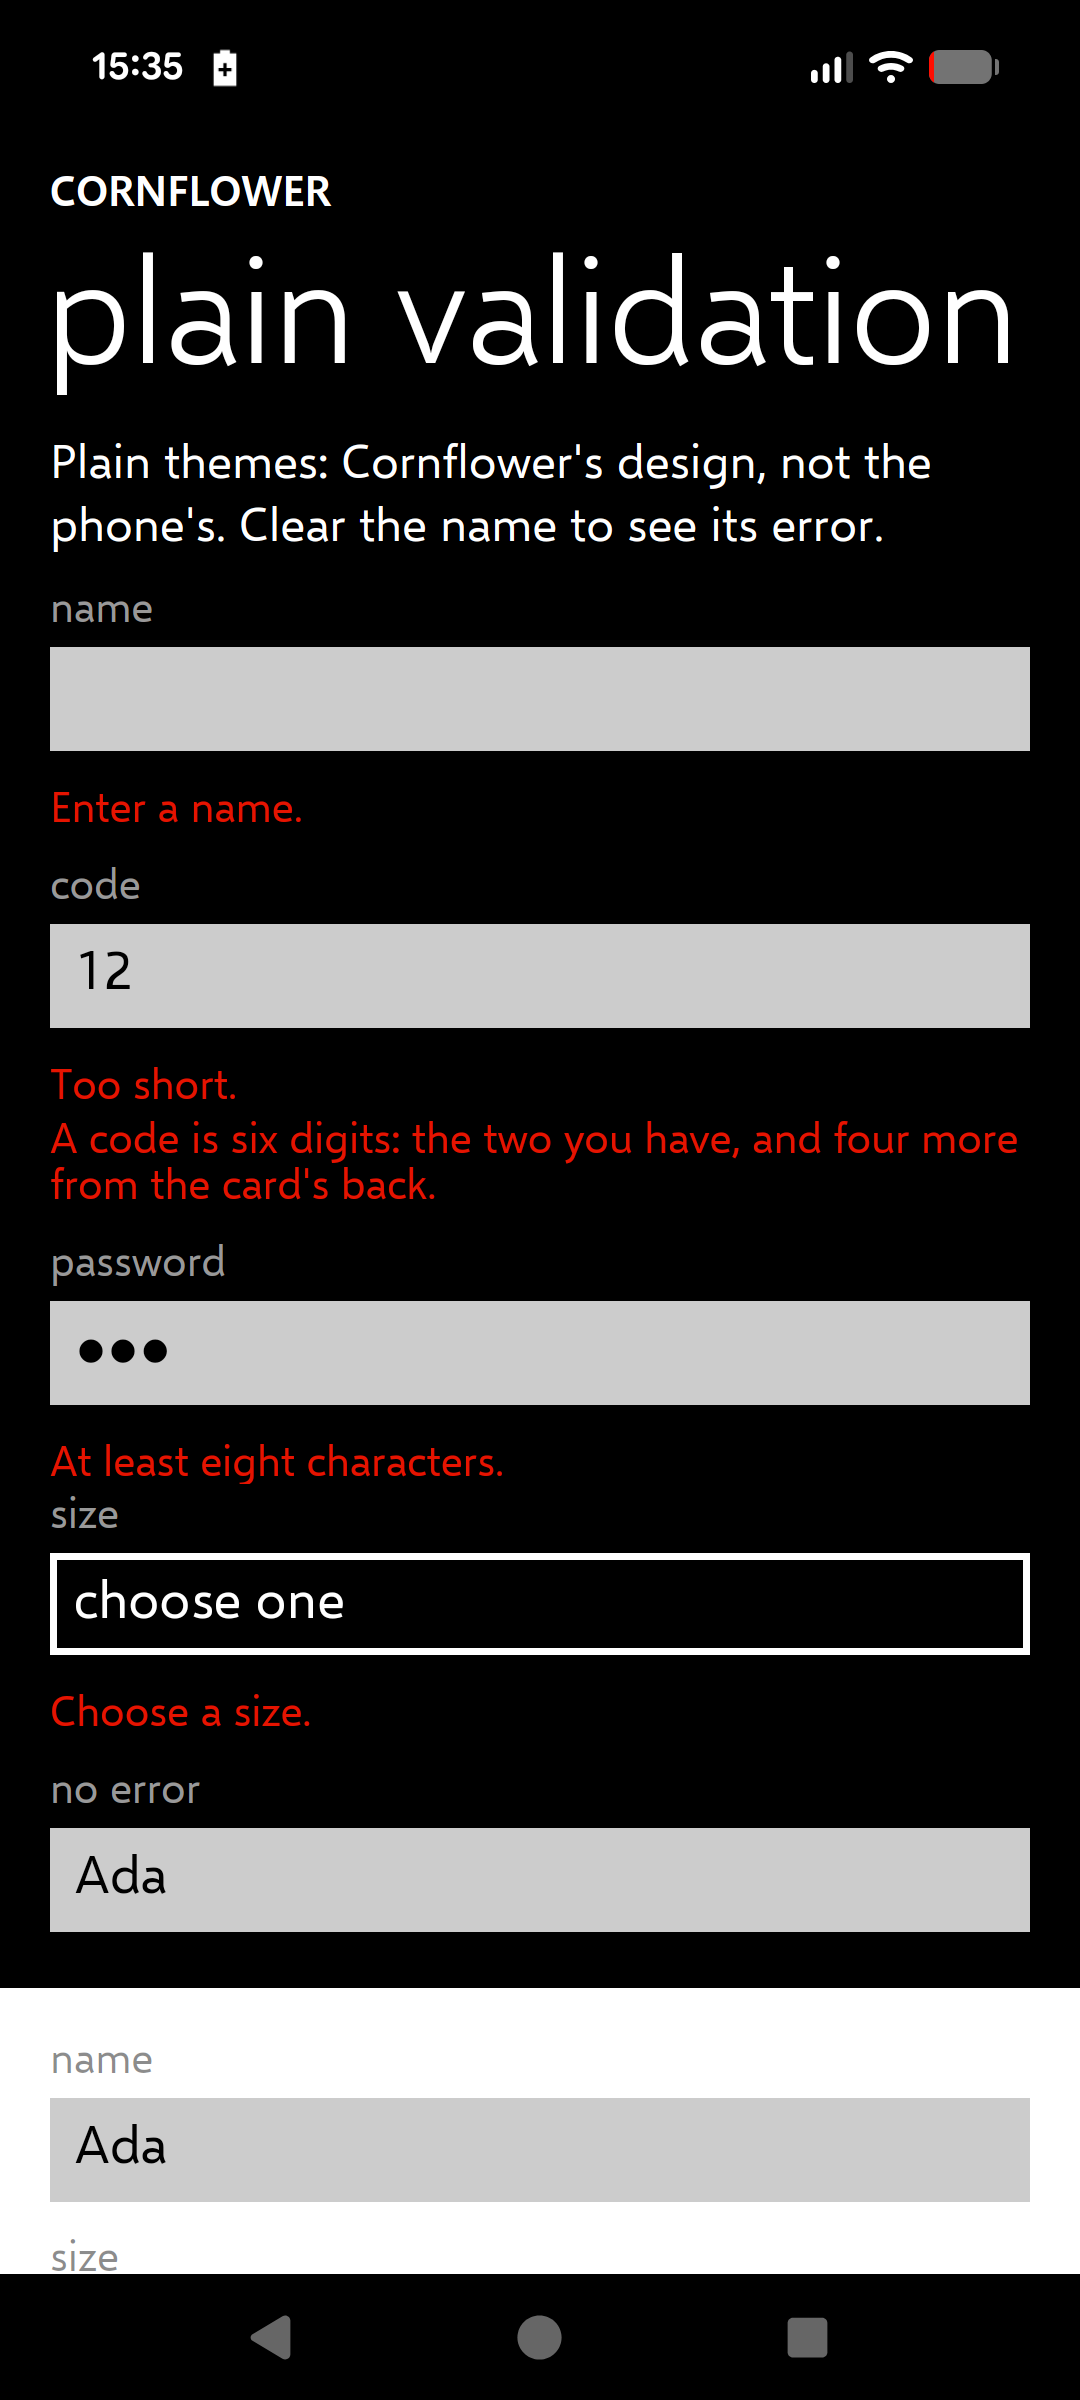 15:35
CORNFLOWER
plain validation
Plain themes: Cornflower's design, not the
phone's. Clear the name to see its error.
name
Enter a name.
code
12
Too short.
A code is six digits: the two you have, and four more
from the card's back.
password
●●●
At least eight characters.
size
choose one
Choose a size.
no error
Ada
name
Ada
size